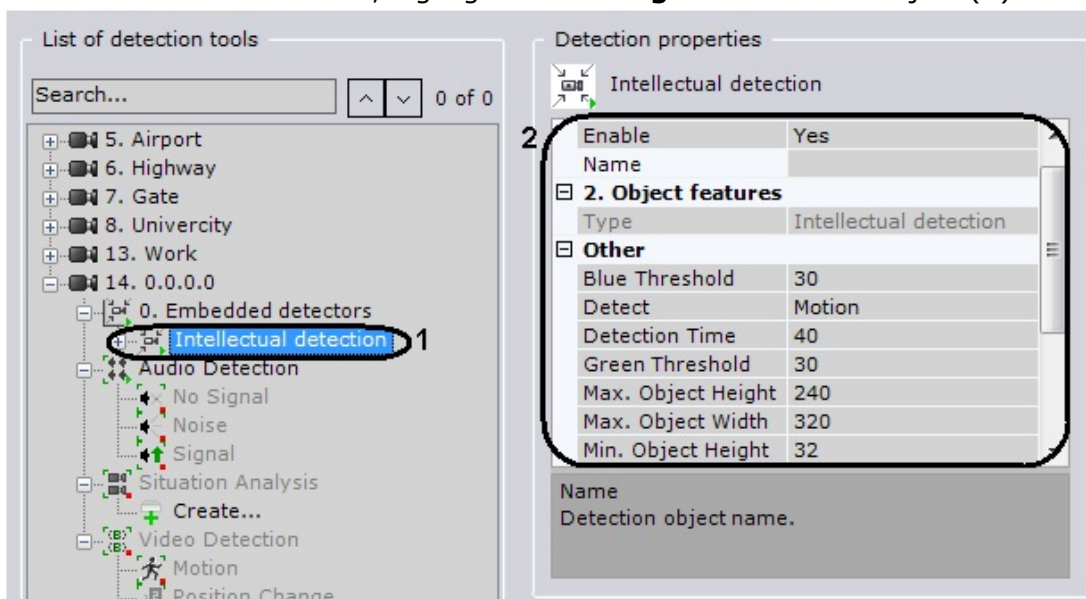 List of detection tools
Search...
0 of 0
5. Airport
6. Highway
7. Gate
8. Univercity
13. Work
14. 0.0.0.0
0. Embedded detectors
Intellectual detection 1
Audio Detection
No Signal
Noise
Signal
Situation Analysis
Create...
Video Detection
Motion
Position Change
Detection properties
Intellectual detection
2
Enable Yes
Name
2. Object features
Type Intellectual detection
Other
Blue Threshold 30
Detect Motion
Detection Time 40
Green Threshold 30
Max. Object Height 240
Max. Object Width 320
Min. Object Height 32
Name
Detection object name.